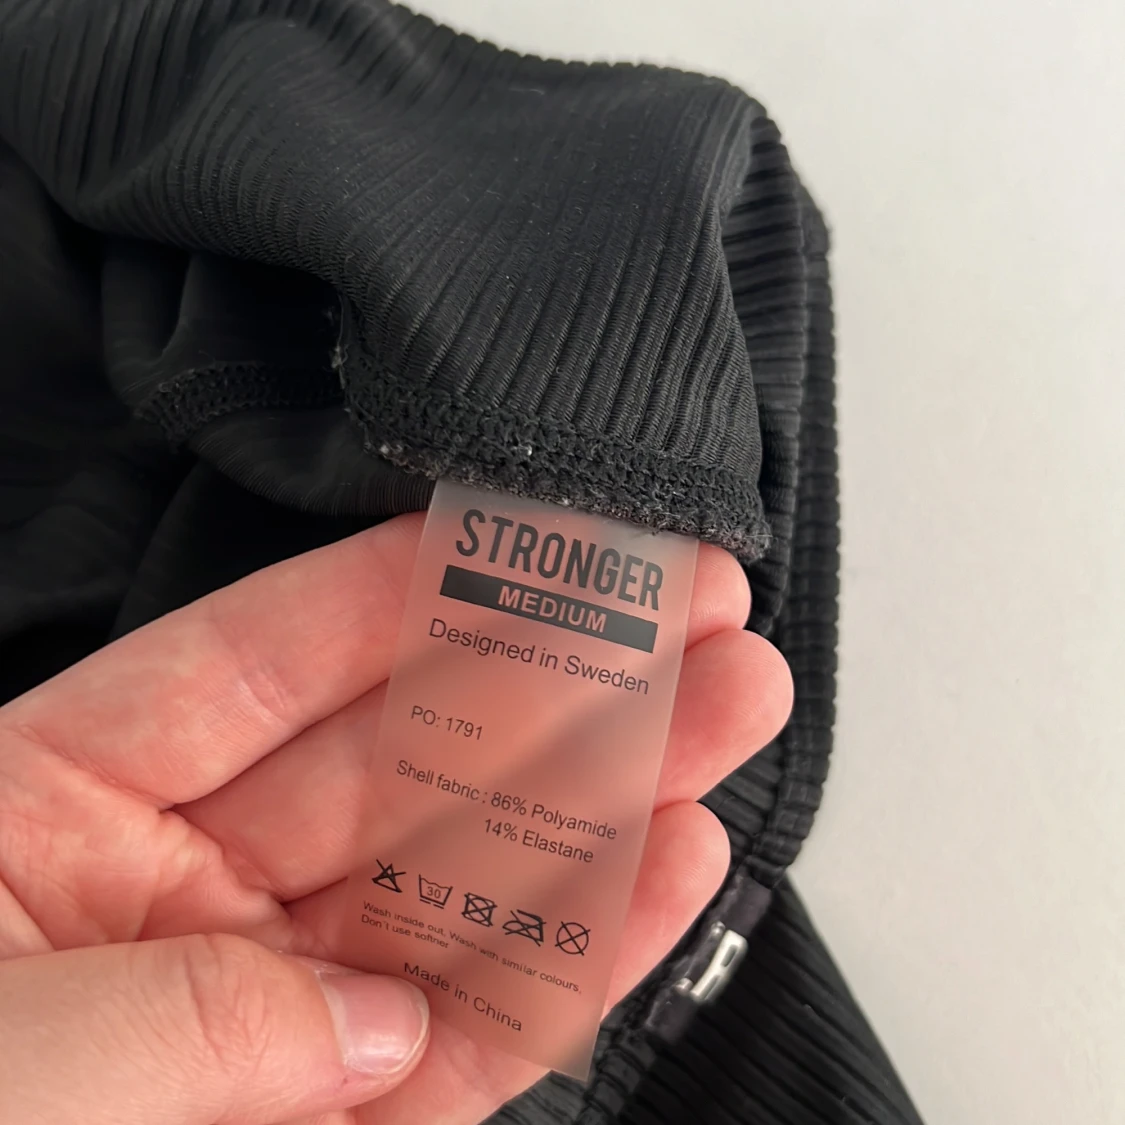 STRONGER
MEDIUM
Designed in Sweden
PO: 1791
Shell fabric : 86% Polyamide
14% Elastane
30
Wash inside out, Wash with similar colours,
Don´t use softner
Made in China